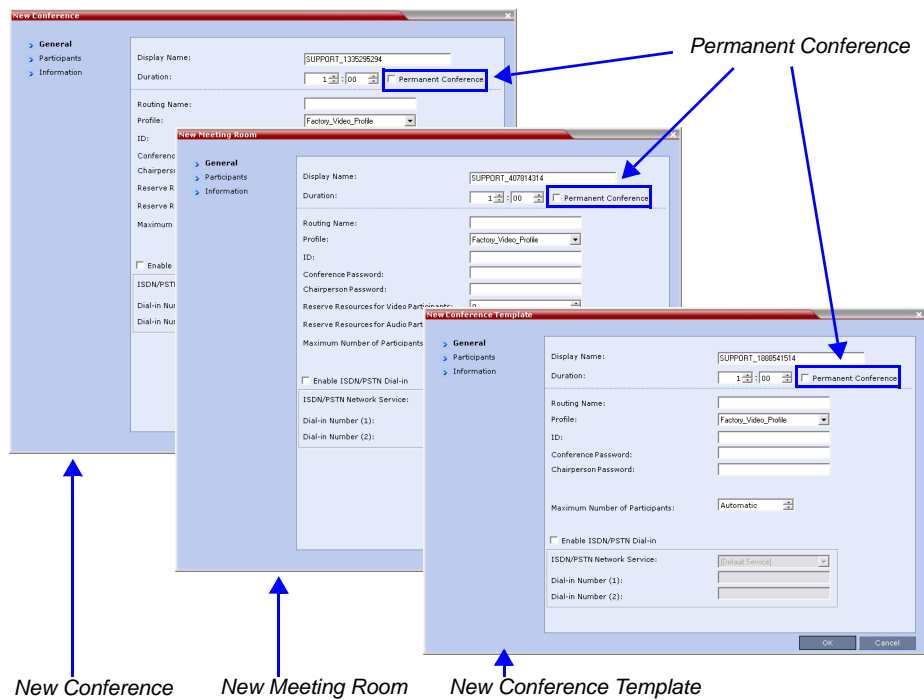 New Conference
x
General
Participants
Information
Display Name:
SUPPORT_1335295294
Duration:
1 : 00
Permanent Conference
Routing Name:
Profile:
Factory_Video_Profile
ID:
Conferenc
Chairpers
Reserve R
Reserve R
Maximum
Enable
ISDN/PST
Dial-in Nu
Dial-in Nu
Permanent Conference
New Meeting Room
x
General
Participants
Information
Display Name:
SUPPORT_407814314
Duration:
1 : 00
Permanent Conference
Routing Name:
Profile:
Factory_Video_Profile
ID:
Conference Password:
Chairperson Password:
Reserve Resources for Video Participants:
Reserve Resources for Audio Part
Maximum Number of Participants
Enable ISDN/PSTN Dial-in
ISDN/PSTN Network Service:
Dial-in Number (1):
Dial-in Number (2):
New Conference Template
x
General
Participants
Information
Display Name:
SUPPORT_1888541514
Duration:
1 : 00
Permanent Conference
Routing Name:
Profile:
Factory_Video_Profile
ID:
Conference Password:
Chairperson Password:
Maximum Number of Participants:
Automatic
Enable ISDN/PSTN Dial-in
ISDN/PSTN Network Service:
[Default Service]
Dial-in Number (1):
Dial-in Number (2):
OK
Cancel
New Conference
New Meeting Room
New Conference Template